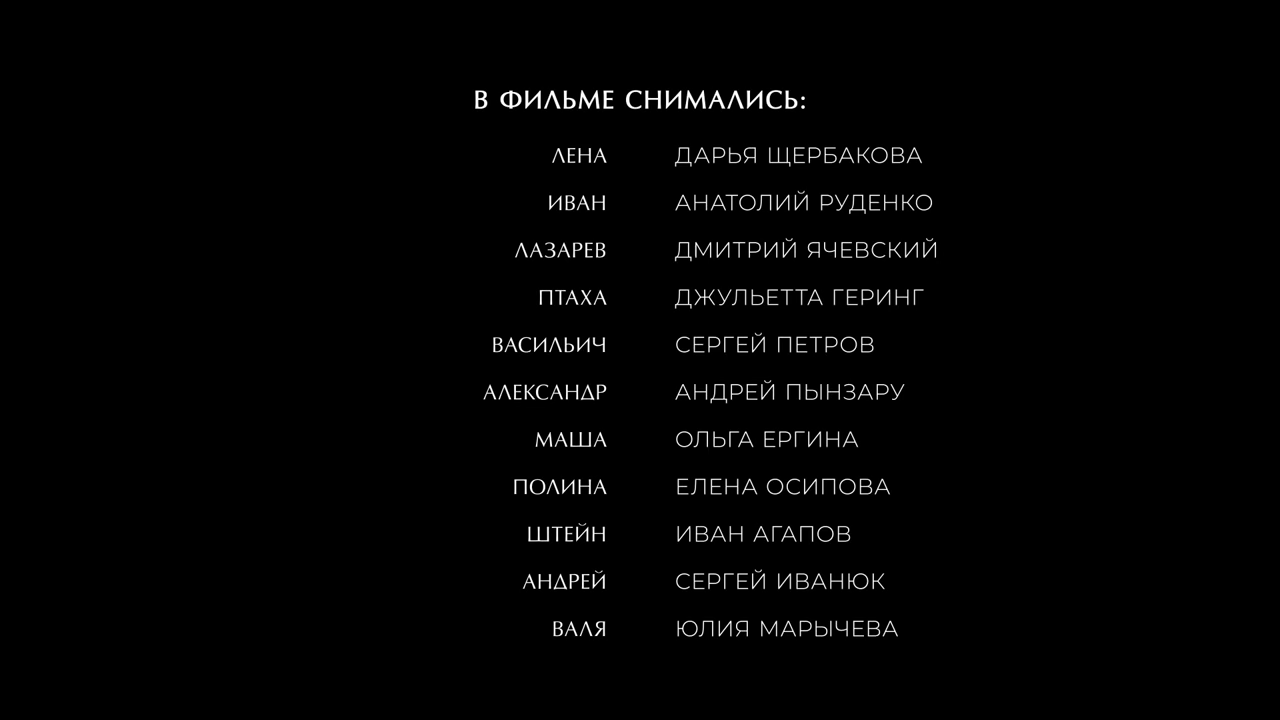 В ФИЛЬМЕ СНИМАЛИСЬ:
ЛЕНА ДАРЬЯ ЩЕРБАКОВА
ИВАН АНАТОЛИЙ РУДЕНКО
ЛАЗАРЕВ ДМИТРИЙ ЯЧЕВСКИЙ
ПТАХА ДЖУЛЬЕТТА ГЕРИНГ
ВАСИЛЬИЧ СЕРГЕЙ ПЕТРОВ
АЛЕКСАНДР АНДРЕЙ ПЫНЗАРУ
МАША ОЛЬГА ЕРГИНА
ПОЛИНА ЕЛЕНА ОСИПОВА
ШТЕЙН ИВАН АГАПОВ
АНДРЕЙ СЕРГЕЙ ИВАНЮК
ВАЛЯ ЮЛИЯ МАРЫЧЕВА